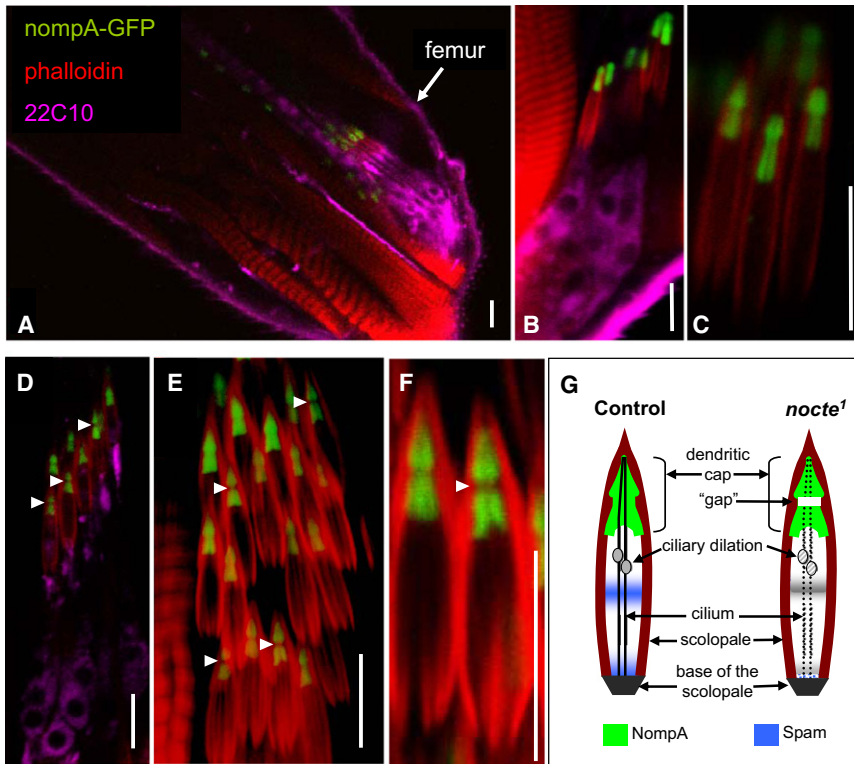 nompA-GFP
phalloidin
22C10
femur
A
B
C
D
E
F
G
Control
nocte1
dendritic
cap
“gap”
ciliary dilation
cilium
scolopale
base of the
scolopale
NompA
Spam